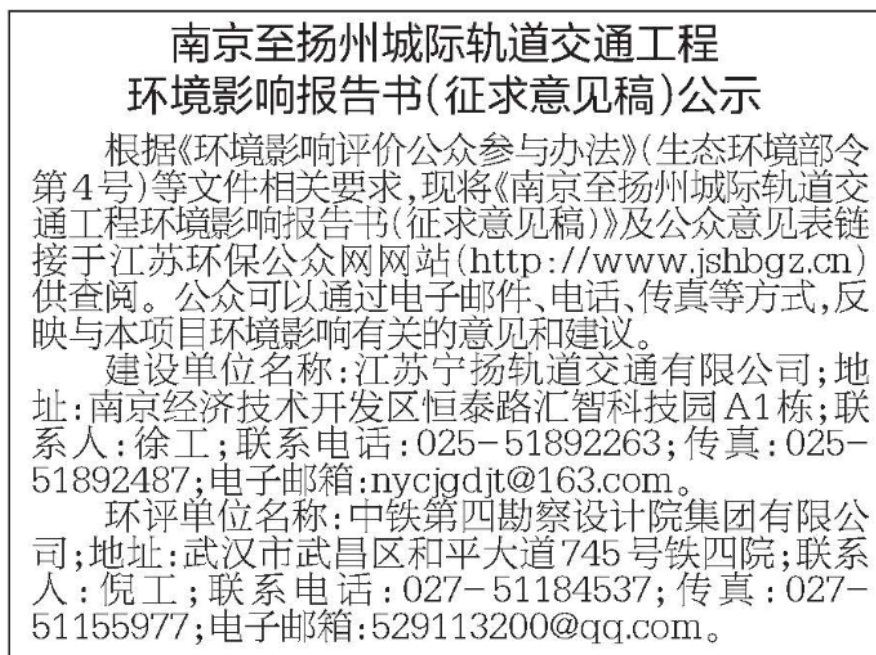 南京至扬州城际轨道交通工程
环境影响报告书(征求意见稿)公示
根据《环境影响评价公众参与办法》(生态环境部令
第4号)等文件相关要求,现将《南京至扬州城际轨道交
通工程环境影响报告书(征求意见稿)》及公众意见表链
接于江苏环保公众网网站(http://www.jshbgz.cn)
供查阅。公众可以通过电子邮件、电话、传真等方式,反
映与本项目环境影响有关的意见和建议。
建设单位名称:江苏宁扬轨道交通有限公司;地
址:南京经济技术开发区恒泰路汇智科技园A1栋;联
系人:徐工;联系电话:025-51892263;传真:025-
51892487;电子邮箱:nycjgdjt@163.com。
环评单位名称:中铁第四勘察设计院集团有限公
司;地址:武汉市武昌区和平大道745号铁四院;联系
人:倪工;联系电话:027-51184537;传真:027-
51155977;电子邮箱:529113200@qq.com。